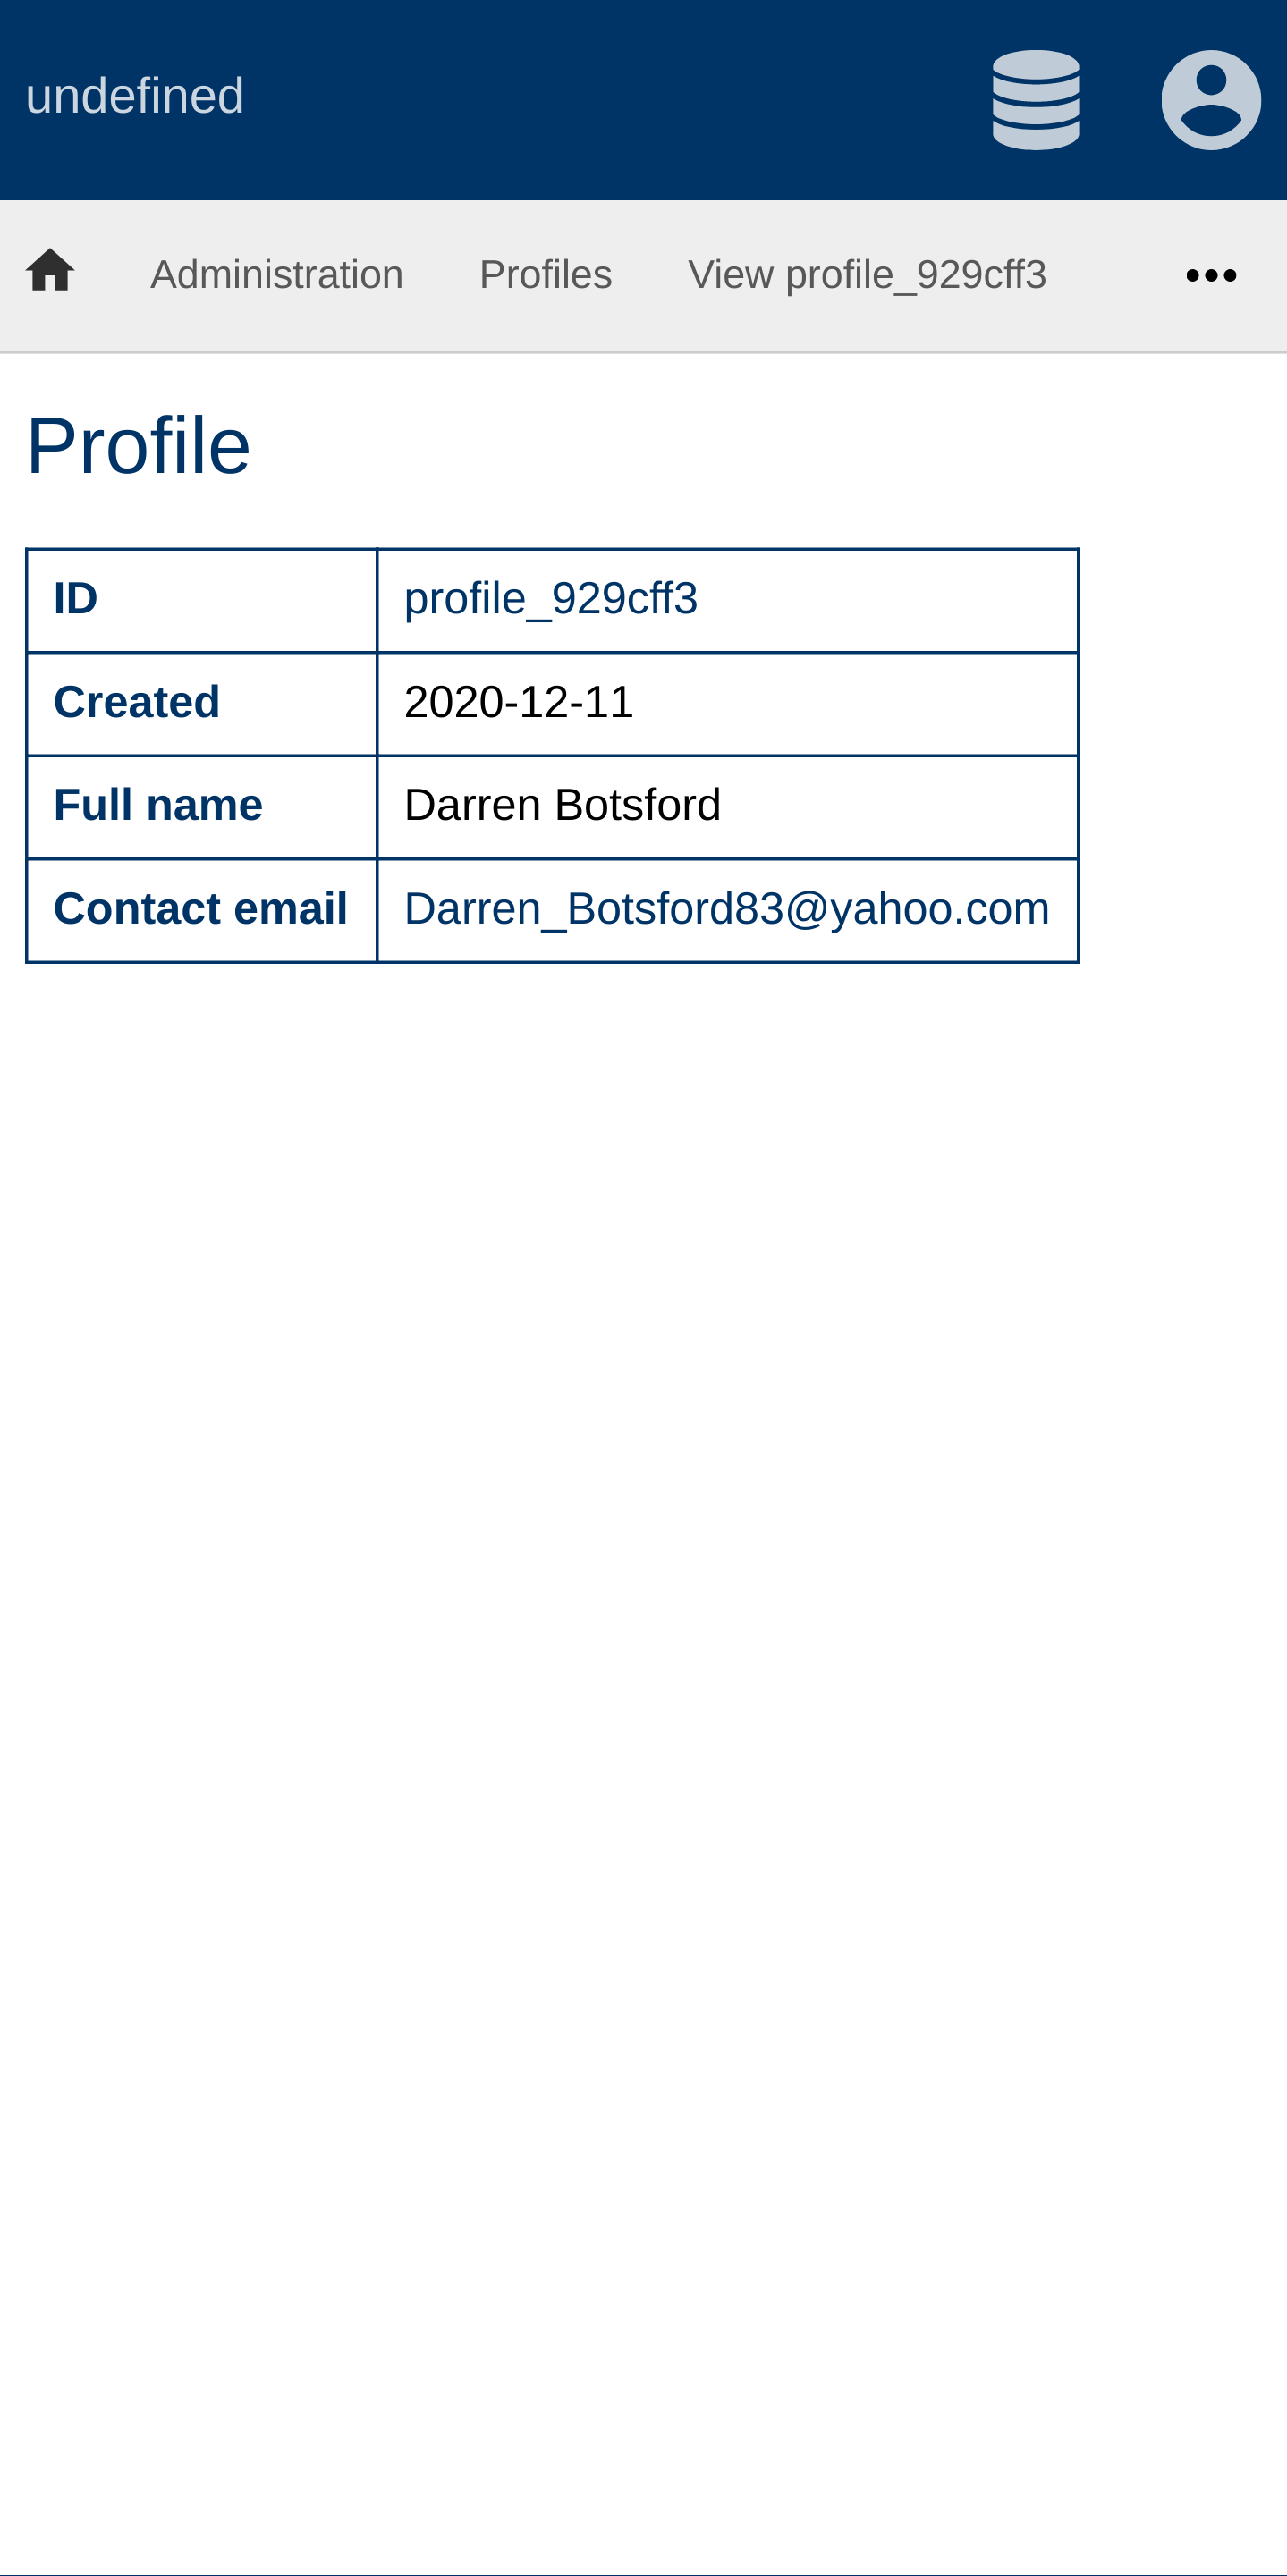 undefined
Administration Profiles View profile_929cff3
Profile
ID profile_929cff3
Created 2020-12-11
Full name Darren Botsford
Contact email Darren_Botsford83@yahoo.com